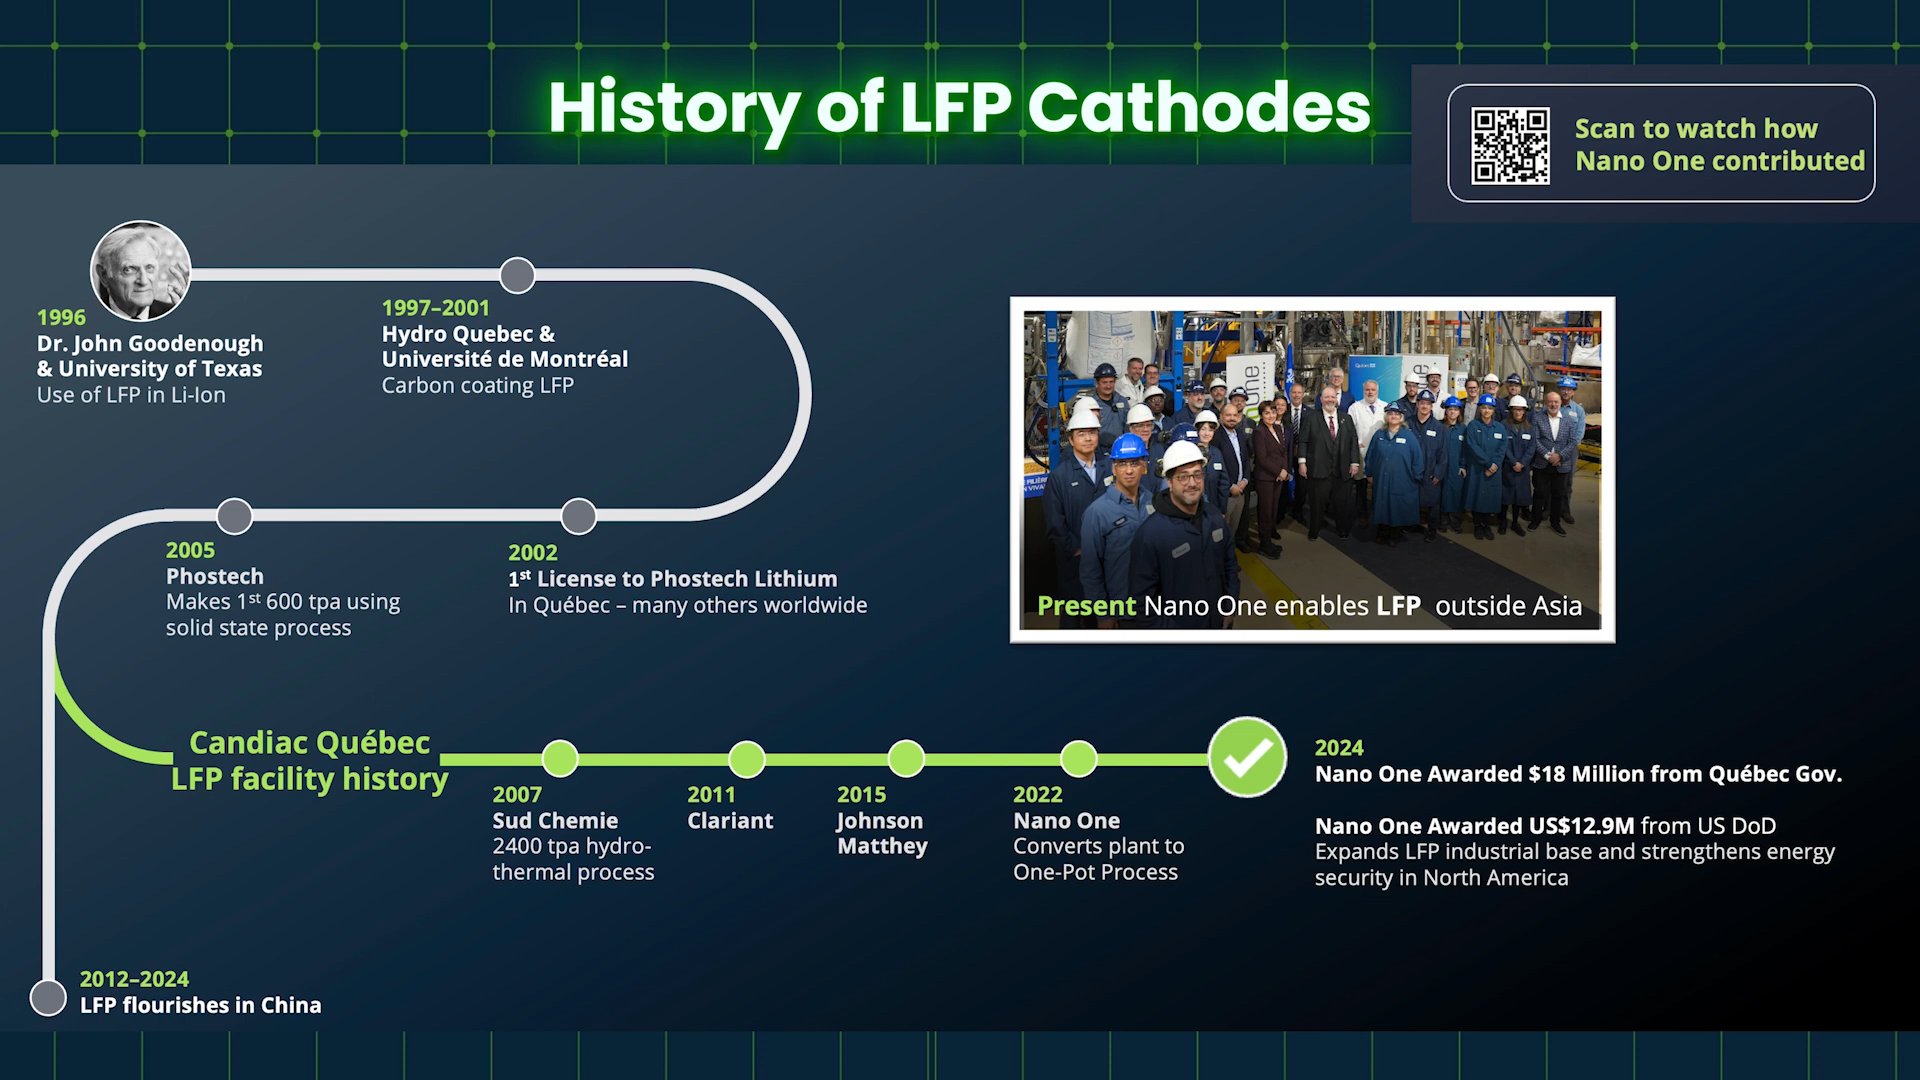 History of LFP Cathodes
Scan to watch how
Nano One contributed
1996
Dr. John Goodenough
& University of Texas
Use of LFP in Li-Ion
1997–2001
Hydro Quebec &
Université de Montréal
Carbon coating LFP
2005
Phostech
Makes 1st 600 tpa using
solid state process
2002
1st License to Phostech Lithium
In Québec – many others worldwide
Present Nano One enables LFP outside Asia
Candiac Québec
LFP facility history
2007
Sud Chemie
2400 tpa hydro-
thermal process
2011
Clariant
2015
Johnson
Matthey
2022
Nano One
Converts plant to
One-Pot Process
2024
Nano One Awarded $18 Million from Québec Gov.
Nano One Awarded US$12.9M from US DoD
Expands LFP industrial base and strengthens energy
security in North America
2012–2024
LFP flourishes in China